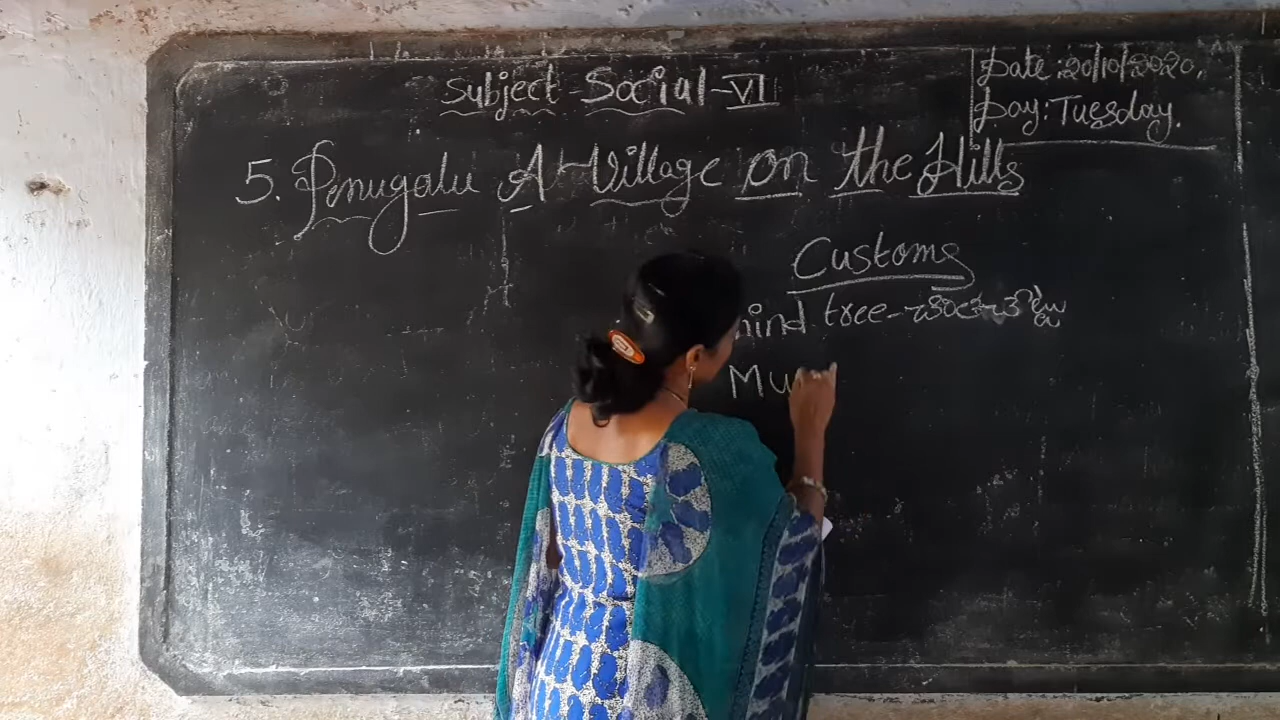 Subject - Social - VI
Date : 20/10/2020.
Day : Tuesday.
5. Penugolu A Village on the Hills
Customs
mind tree - చింతచెట్టు
Mu